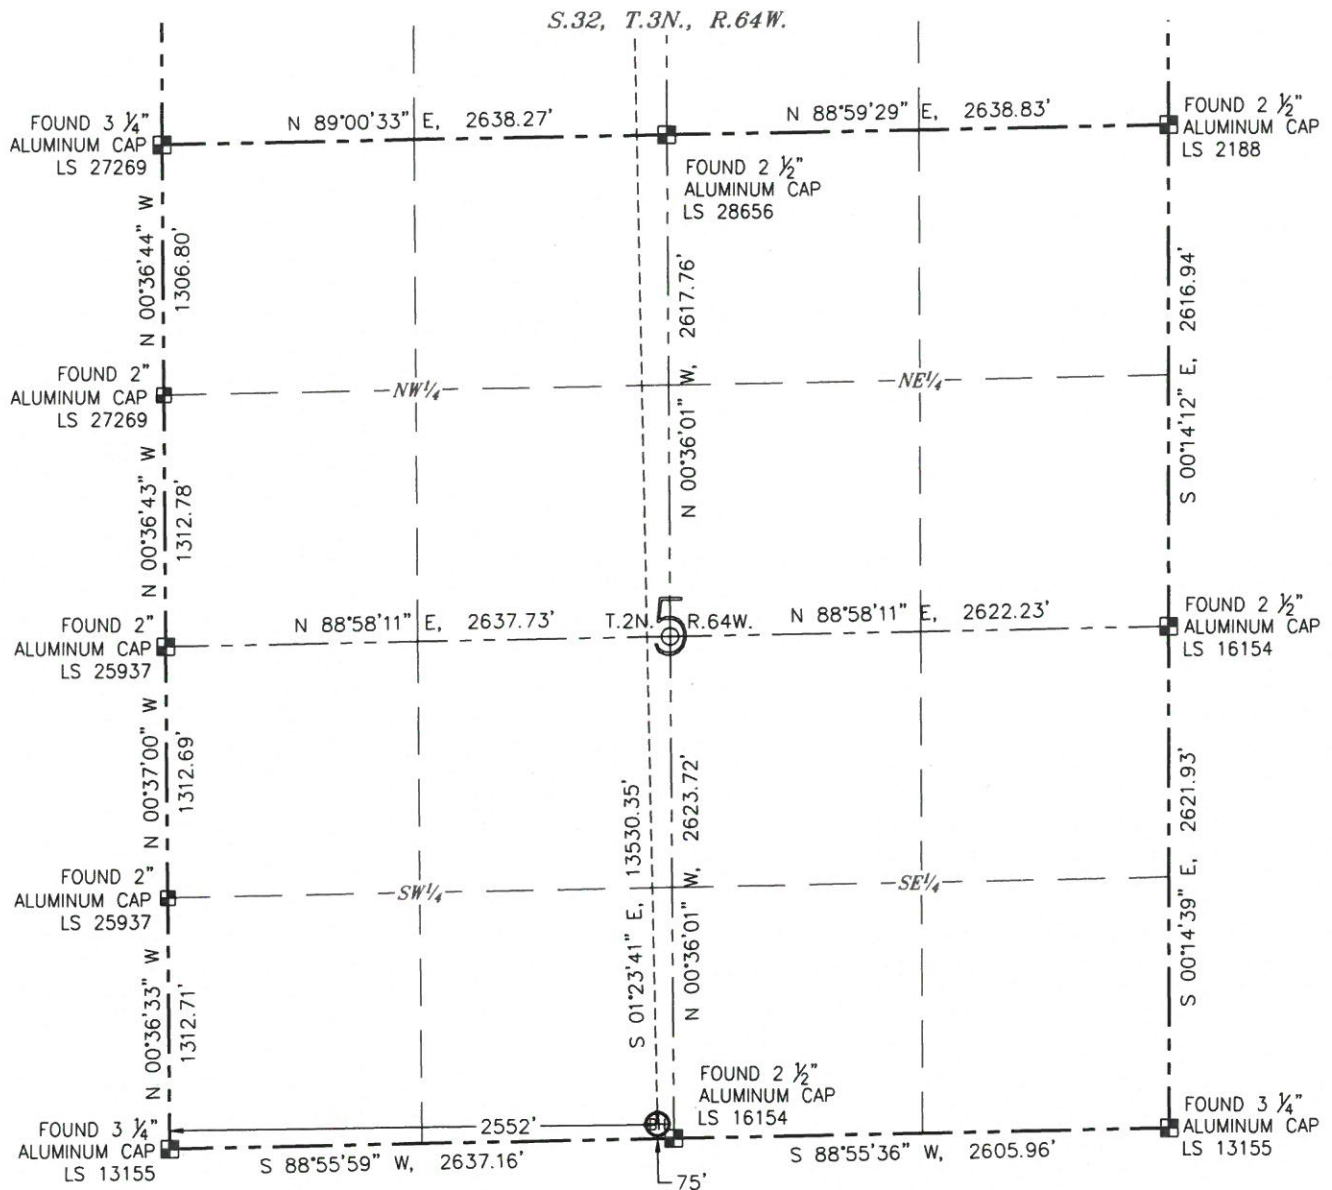 S.32, T.3N., R.64W.
N 89°00'33" E, 2638.27'
N 88°59'29" E, 2638.83'
FOUND 3 ¼"
ALUMINUM CAP
LS 27269
FOUND 2 ½"
ALUMINUM CAP
LS 28656
FOUND 2 ½"
ALUMINUM CAP
LS 2188
N 00°36'44" W
1306.80'
N 00°36'01" W, 2617.76'
S 00°14'12" E, 2616.94'
FOUND 2"
ALUMINUM CAP
LS 27269
NW¼
NE¼
N 00°36'43" W
1312.78'
FOUND 2"
ALUMINUM CAP
LS 25937
N 88°58'11" E, 2637.73'
T.2N.
5
R.64W.
N 88°58'11" E, 2622.23'
FOUND 2 ½"
ALUMINUM CAP
LS 16154
N 00°37'00" W
1312.69'
S 01°23'41" E, 13530.35'
N 00°36'01" W, 2623.72'
S 00°14'39" E, 2621.93'
FOUND 2"
ALUMINUM CAP
LS 25937
SW¼
SE¼
N 00°36'33" W
1312.71'
FOUND 2 ½"
ALUMINUM CAP
LS 16154
FOUND 3 ¼"
ALUMINUM CAP
LS 13155
2552'
S 88°55'59" W, 2637.16'
75'
S 88°55'36" W, 2605.96'
FOUND 3 ¼"
ALUMINUM CAP
LS 13155